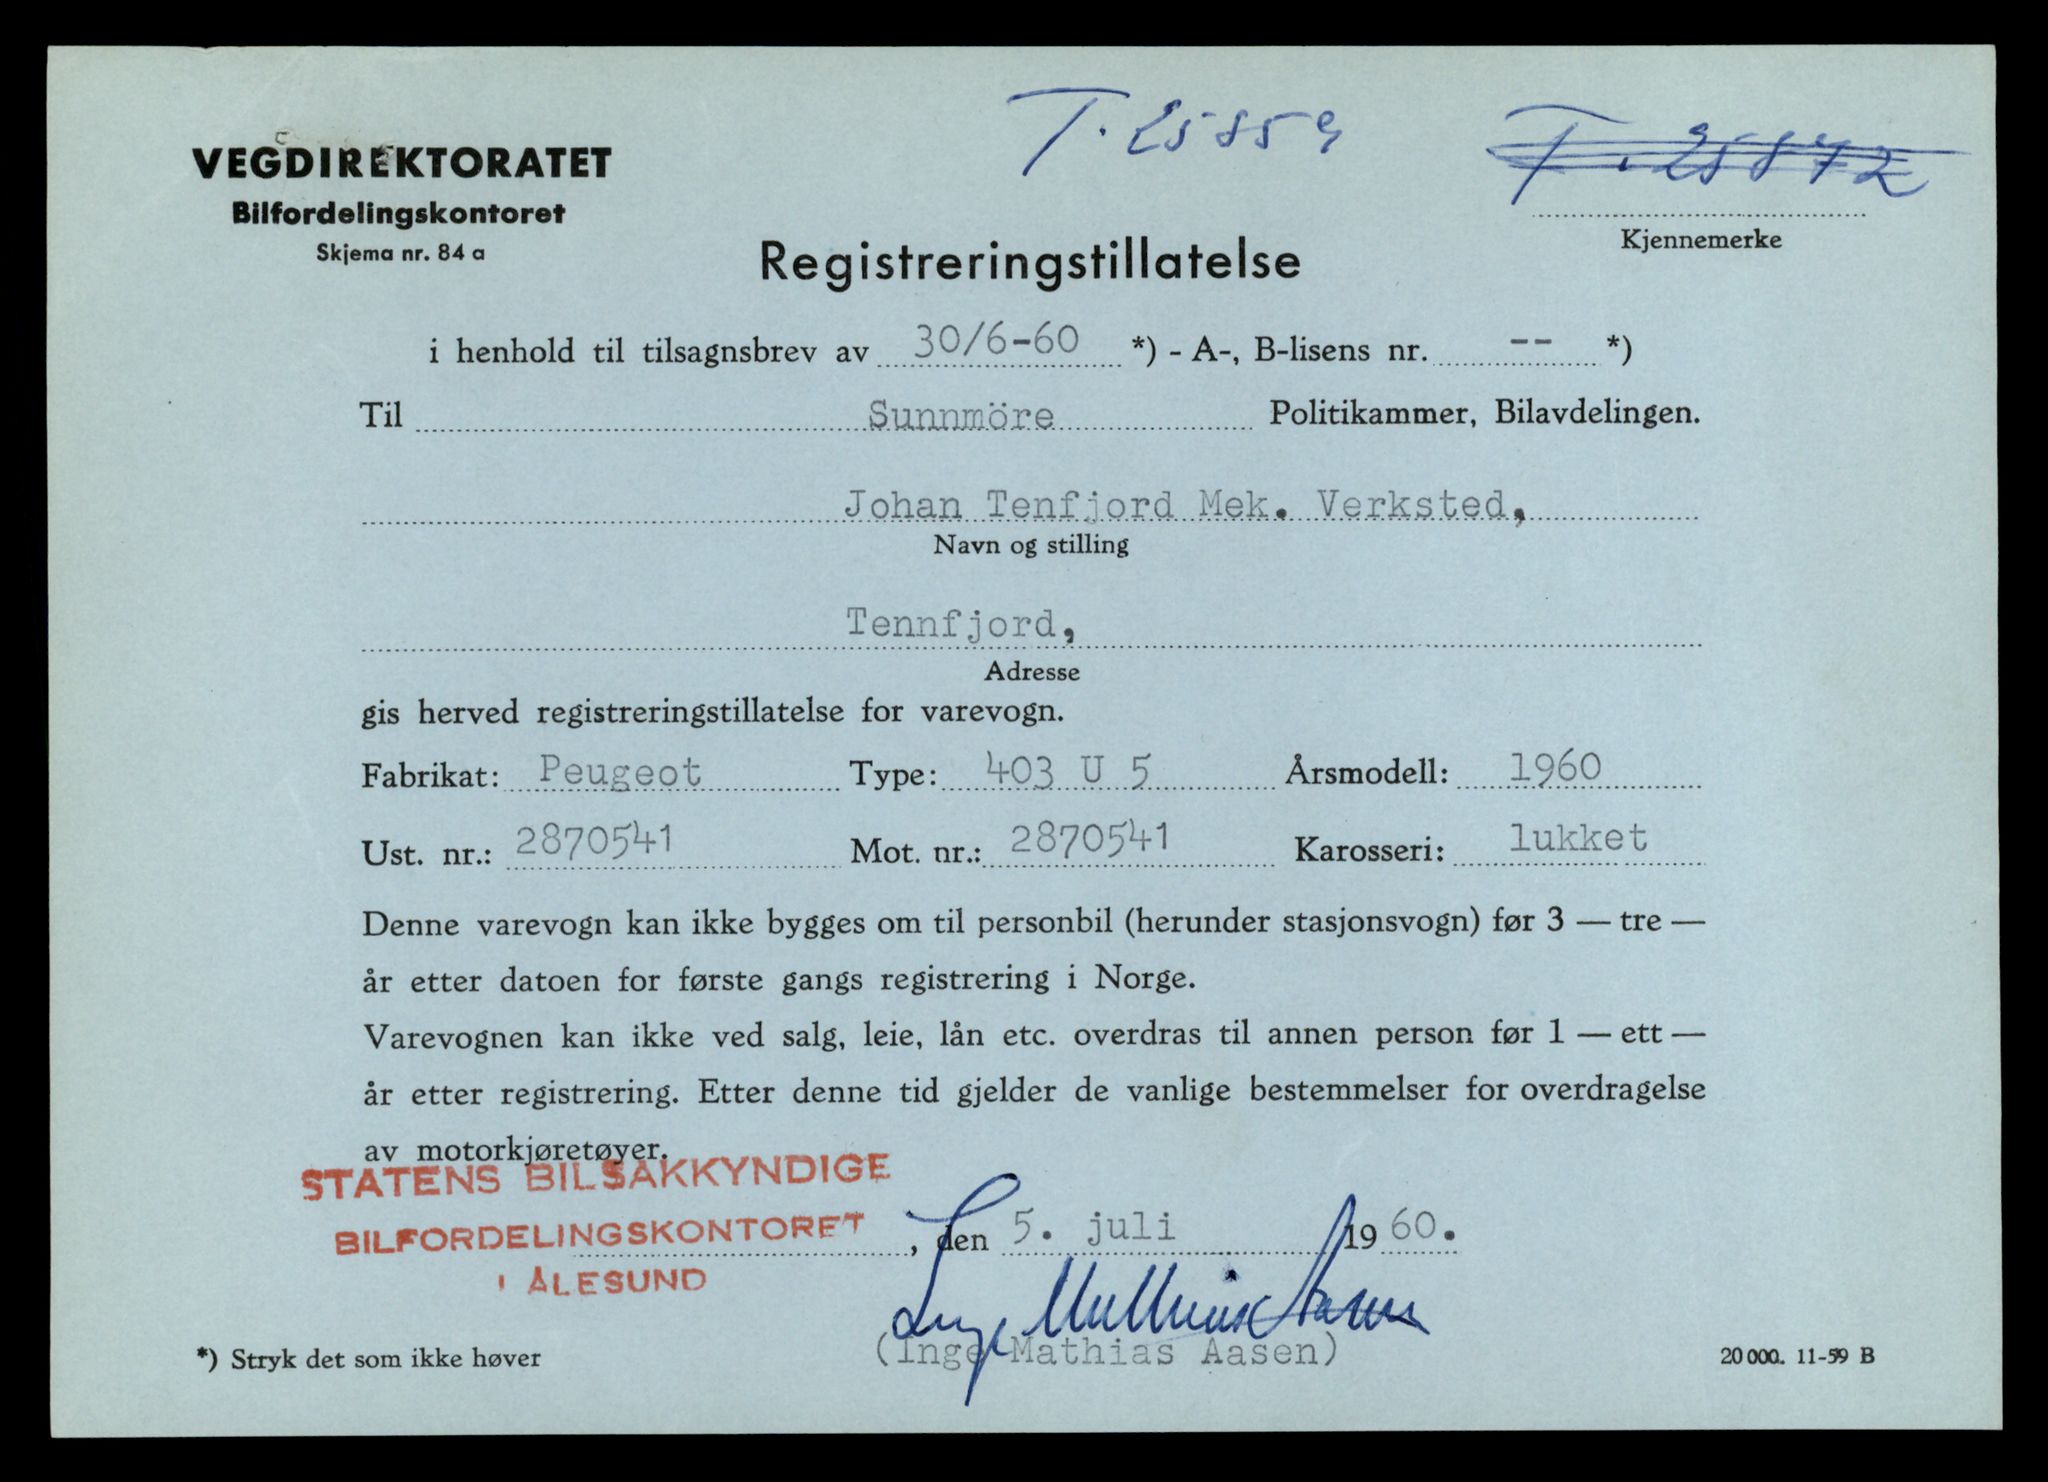 T. 25859
T. 25872
VEGDIREKTORATET
Bilfordelingskontoret
Skjema nr. 84 a
Kjennemerke
Registreringstillatelse
i henhold til tilsagnsbrev av 30/6-60 *) - A-, B-lisens nr. -- *)
Til Sunnmöre Politikammer, Bilavdelingen.
Johan Tenfjord Mek. Verksted,
Navn og stilling
Tennfjord,
Adresse
gis herved registreringstillatelse for varevogn.
Fabrikat: Peugeot Type: 403 U 5 Årsmodell: 1960
Ust. nr.: 2870541 Mot. nr.: 2870541 Karosseri: lukket
Denne varevogn kan ikke bygges om til personbil (herunder stasjonsvogn) før 3 — tre —
år etter datoen for første gangs registrering i Norge.
Varevognen kan ikke ved salg, leie, lån etc. overdras til annen person før 1 — ett —
år etter registrering. Etter denne tid gjelder de vanlige bestemmelser for overdragelse
av motorkjøretøyer.
STATENS BILSAKKYNDIGE
BILFORDELINGSKONTORET
I ÅLESUND
, den 5. juli 1960.
Inge Mathias Aasen
(Inge Mathias Aasen)
*) Stryk det som ikke høver
20 000. 11-59 B